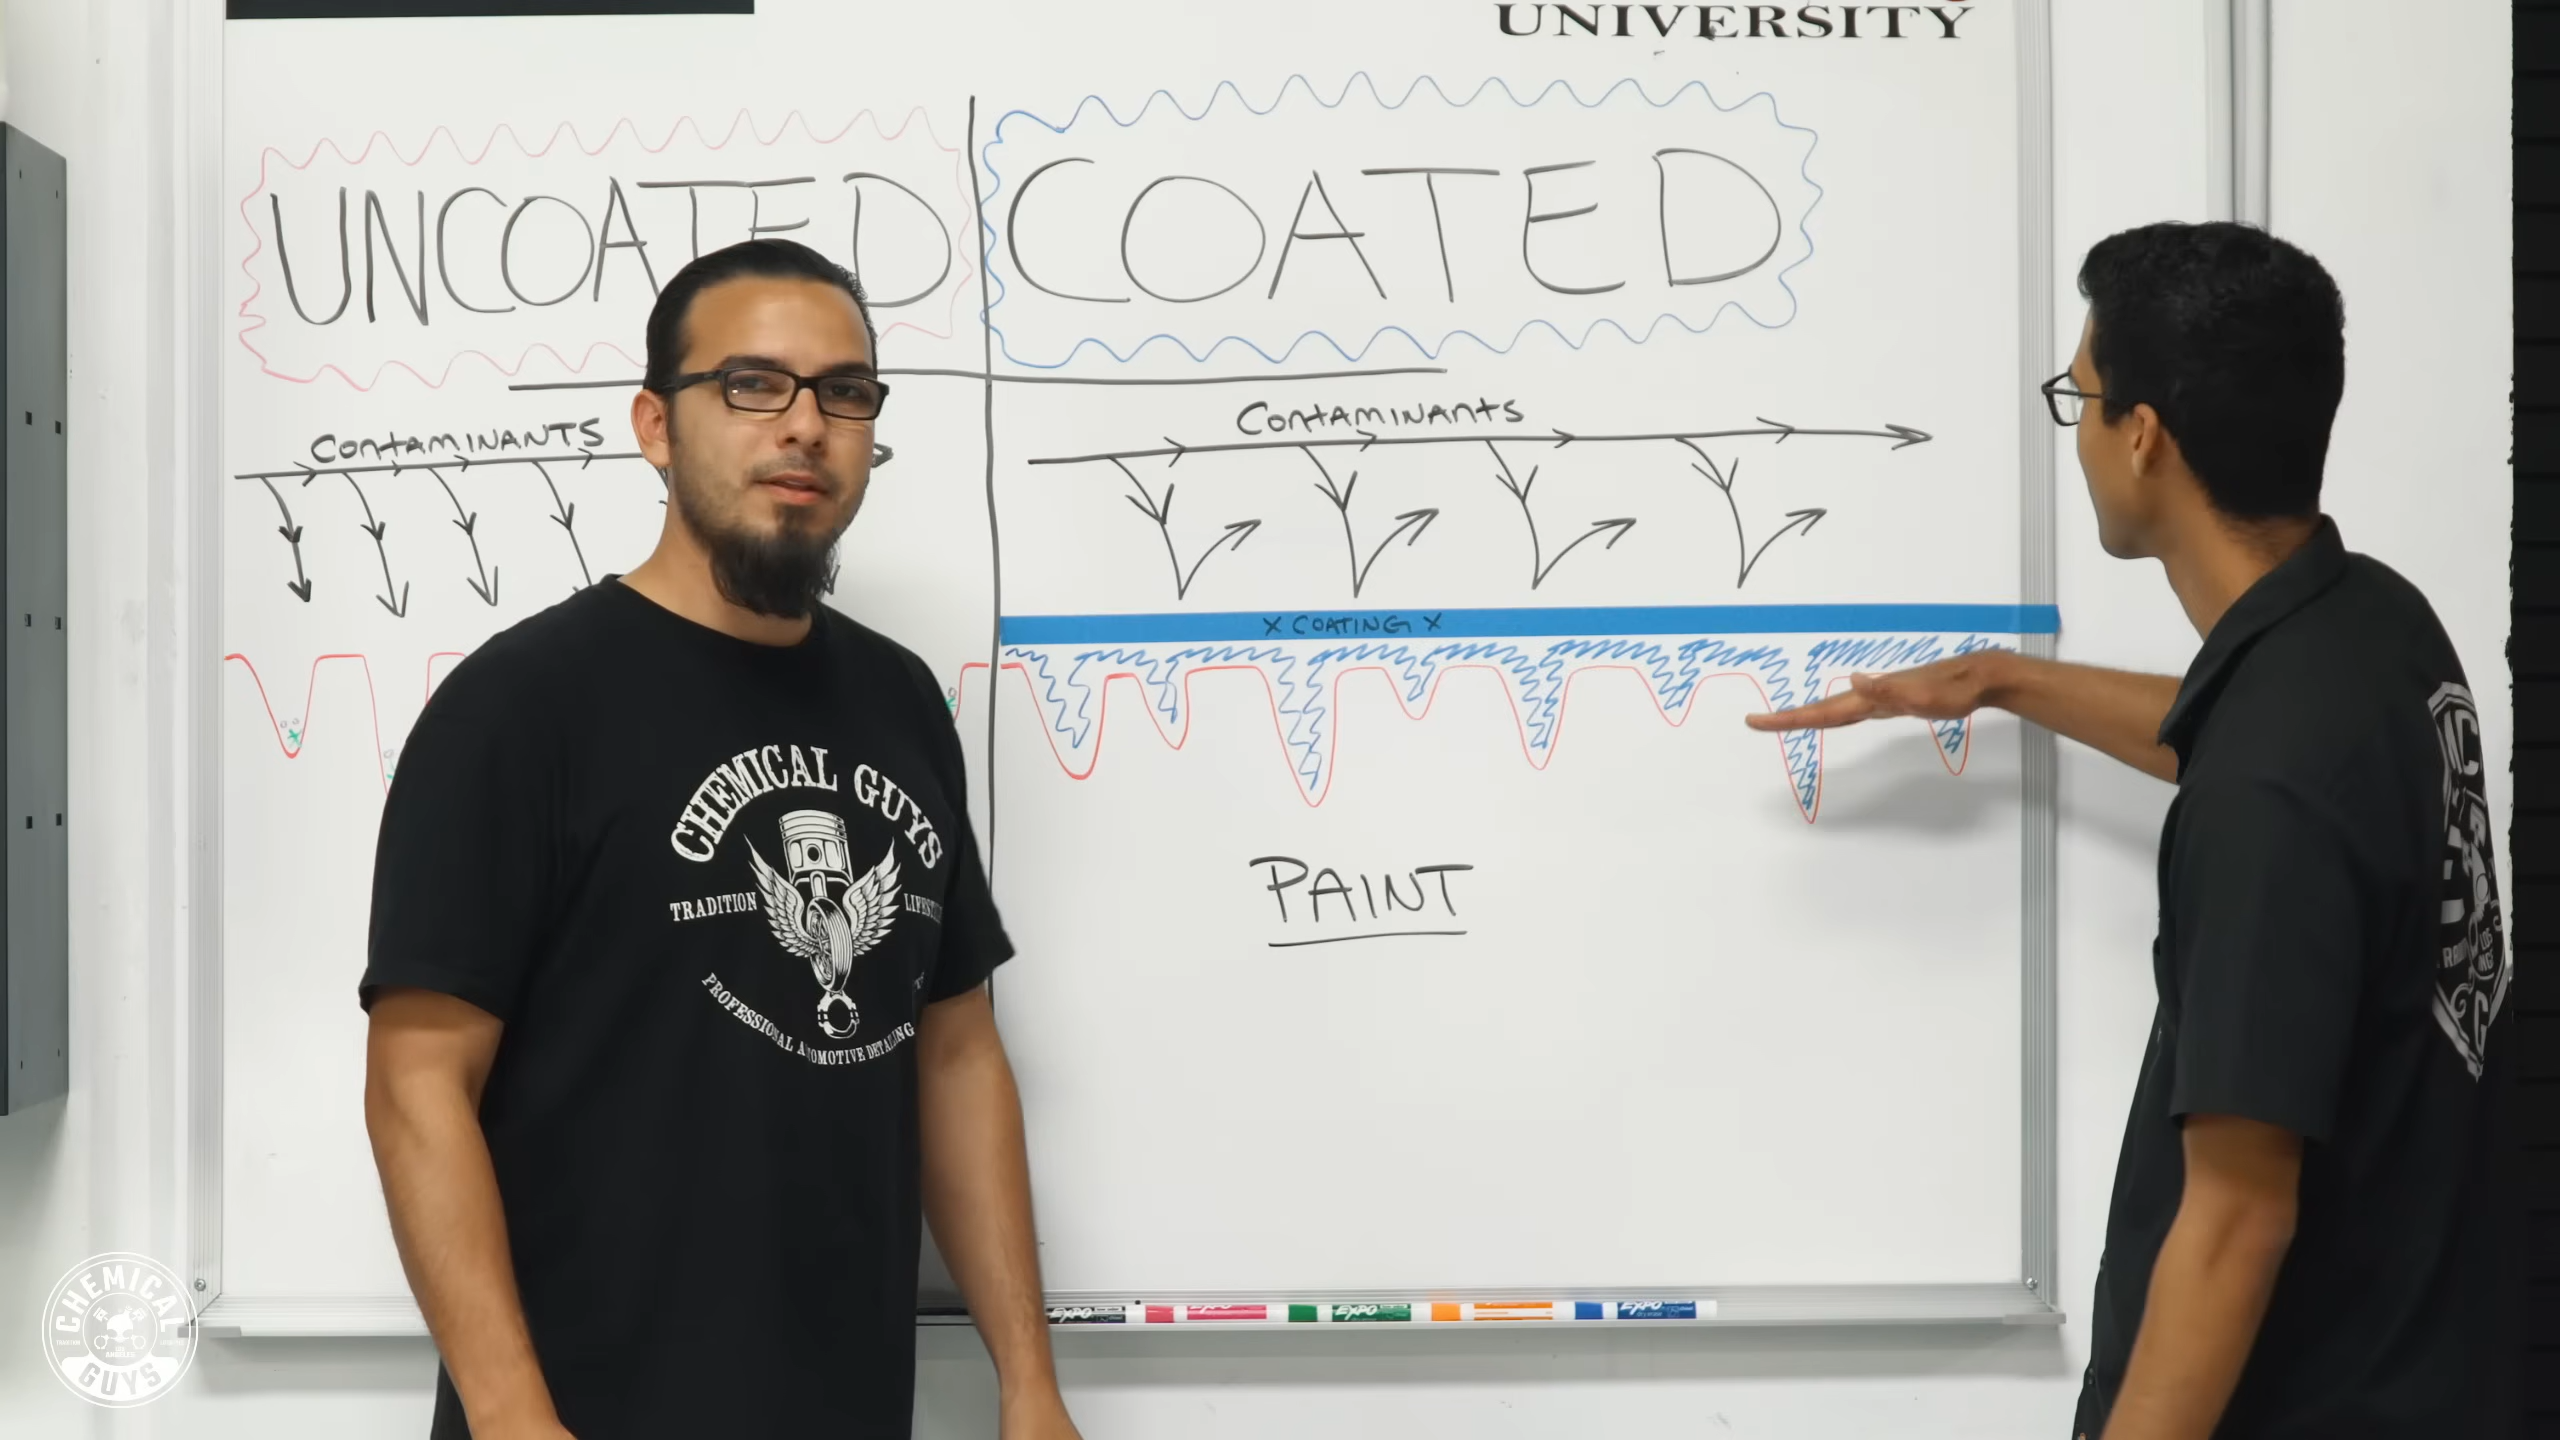 UNIVERSITY
UNCOATED
COATED
CONTAMINANTS
CONTAMINANTS
X COATING X
PAINT
CHEMICAL GUYS
TRADITION
PROFESSIONAL AUTOMOTIVE DETAILING
EXPO
EXPO
EXPO
CHEMICAL
GUYS